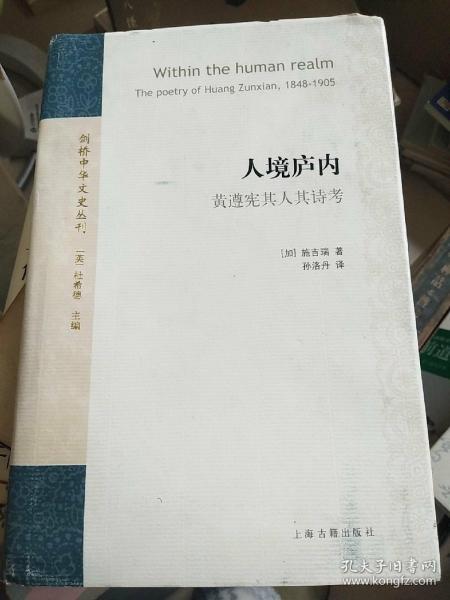 Within the human realm
The poetry of Huang Zunxian, 1848-1905
人境庐内
黄遵宪其人其诗考
[加] 施吉瑞 著
孙洛丹 译
剑桥中华文史丛刊
[英] 杜希德 主编
上海古籍出版社
孔夫子旧书网
www.kongfz.com